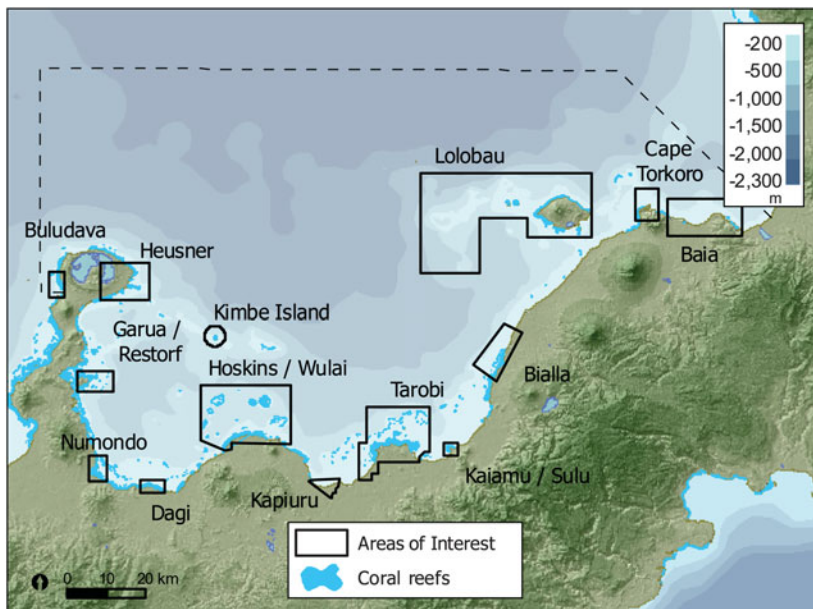 -200
-500
-1,000
-1,500
-2,000
-2,300
m
Lolobau
Cape
Torkoro
Buludava
Heusner
Baia
Kimbe Island
Garua /
Restorf
Hoskins / Wulai
Tarobi
Bialla
Numondo
Kaiamu / Sulu
Kapiuru
Dagi
Areas of Interest
Coral reefs
0 10 20 km